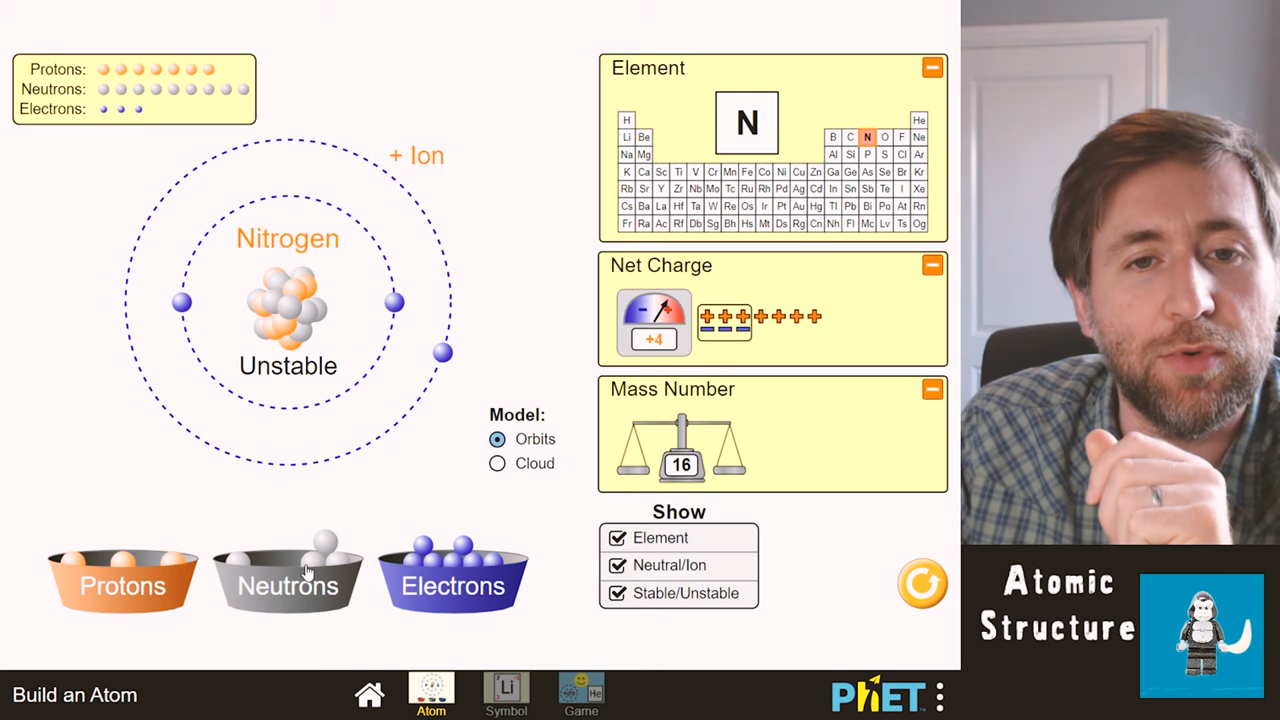 Protons:
Neutrons:
Electrons:
+ Ion
Nitrogen
Unstable
Model:
Orbits
Cloud
Protons
Neutrons
Electrons
Element
N
H He
Li Be B C N O F Ne
Na Mg Al Si P S Cl Ar
K Ca Sc Ti V Cr Mn Fe Co Ni Cu Zn Ga Ge As Se Br Kr
Rb Sr Y Zr Nb Mo Tc Ru Rh Pd Ag Cd In Sn Sb Te I Xe
Cs Ba La Hf Ta W Re Os Ir Pt Au Hg Tl Pb Bi Po At Rn
Fr Ra Ac Rf Db Sg Bh Hs Mt Ds Rg Cn Nh Fl Mc Lv Ts Og
Net Charge
- +
+4
Mass Number
16
Show
Element
Neutral/Ion
Stable/Unstable
Atomic
Structure
Build an Atom
Atom
3 Li
Symbol
He
Game
PhET